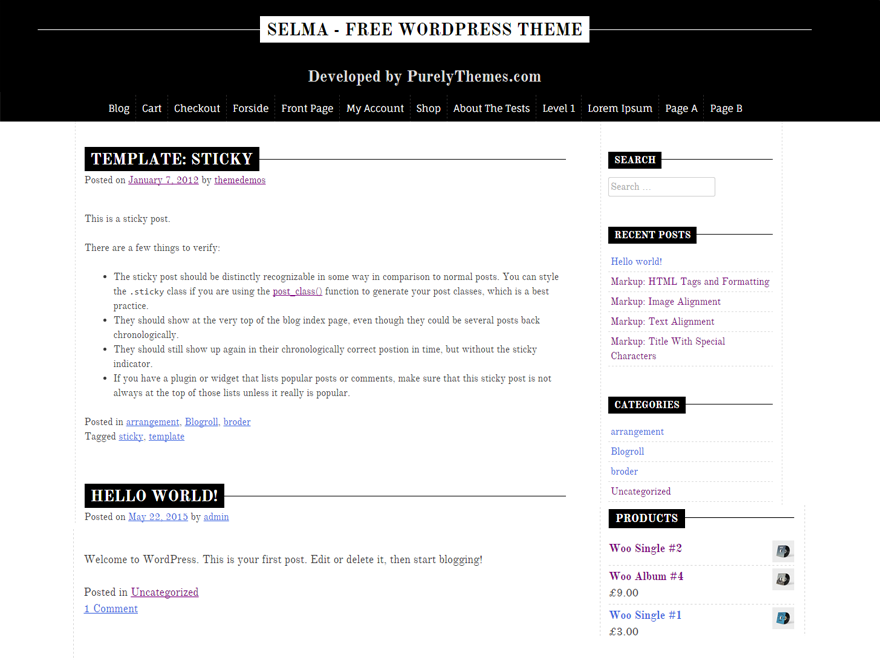 SELMA - FREE WORDPRESS THEME
Developed by PurelyThemes.com
Blog Cart Checkout Forside Front Page My Account Shop About The Tests Level 1 Lorem Ipsum Page A Page B
TEMPLATE: STICKY
Posted on January 7, 2012 by themedemos
This is a sticky post.
There are a few things to verify:
• The sticky post should be distinctly recognizable in some way in comparison to normal posts. You can style
the .sticky class if you are using the post_class() function to generate your post classes, which is a best
practice.
• They should show at the very top of the blog index page, even though they could be several posts back
chronologically.
• They should still show up again in their chronologically correct postion in time, but without the sticky
indicator.
• If you have a plugin or widget that lists popular posts or comments, make sure that this sticky post is not
always at the top of those lists unless it really is popular.
Posted in arrangement, Blogroll, broder
Tagged sticky, template
HELLO WORLD!
Posted on May 22, 2015 by admin
Welcome to WordPress. This is your first post. Edit or delete it, then start blogging!
Posted in Uncategorized
1 Comment
SEARCH
Search ...
RECENT POSTS
Hello world!
Markup: HTML Tags and Formatting
Markup: Image Alignment
Markup: Text Alignment
Markup: Title With Special
Characters
CATEGORIES
arrangement
Blogroll
broder
Uncategorized
PRODUCTS
Woo Single #2
Woo Album #4
£9.00
Woo Single #1
£3.00